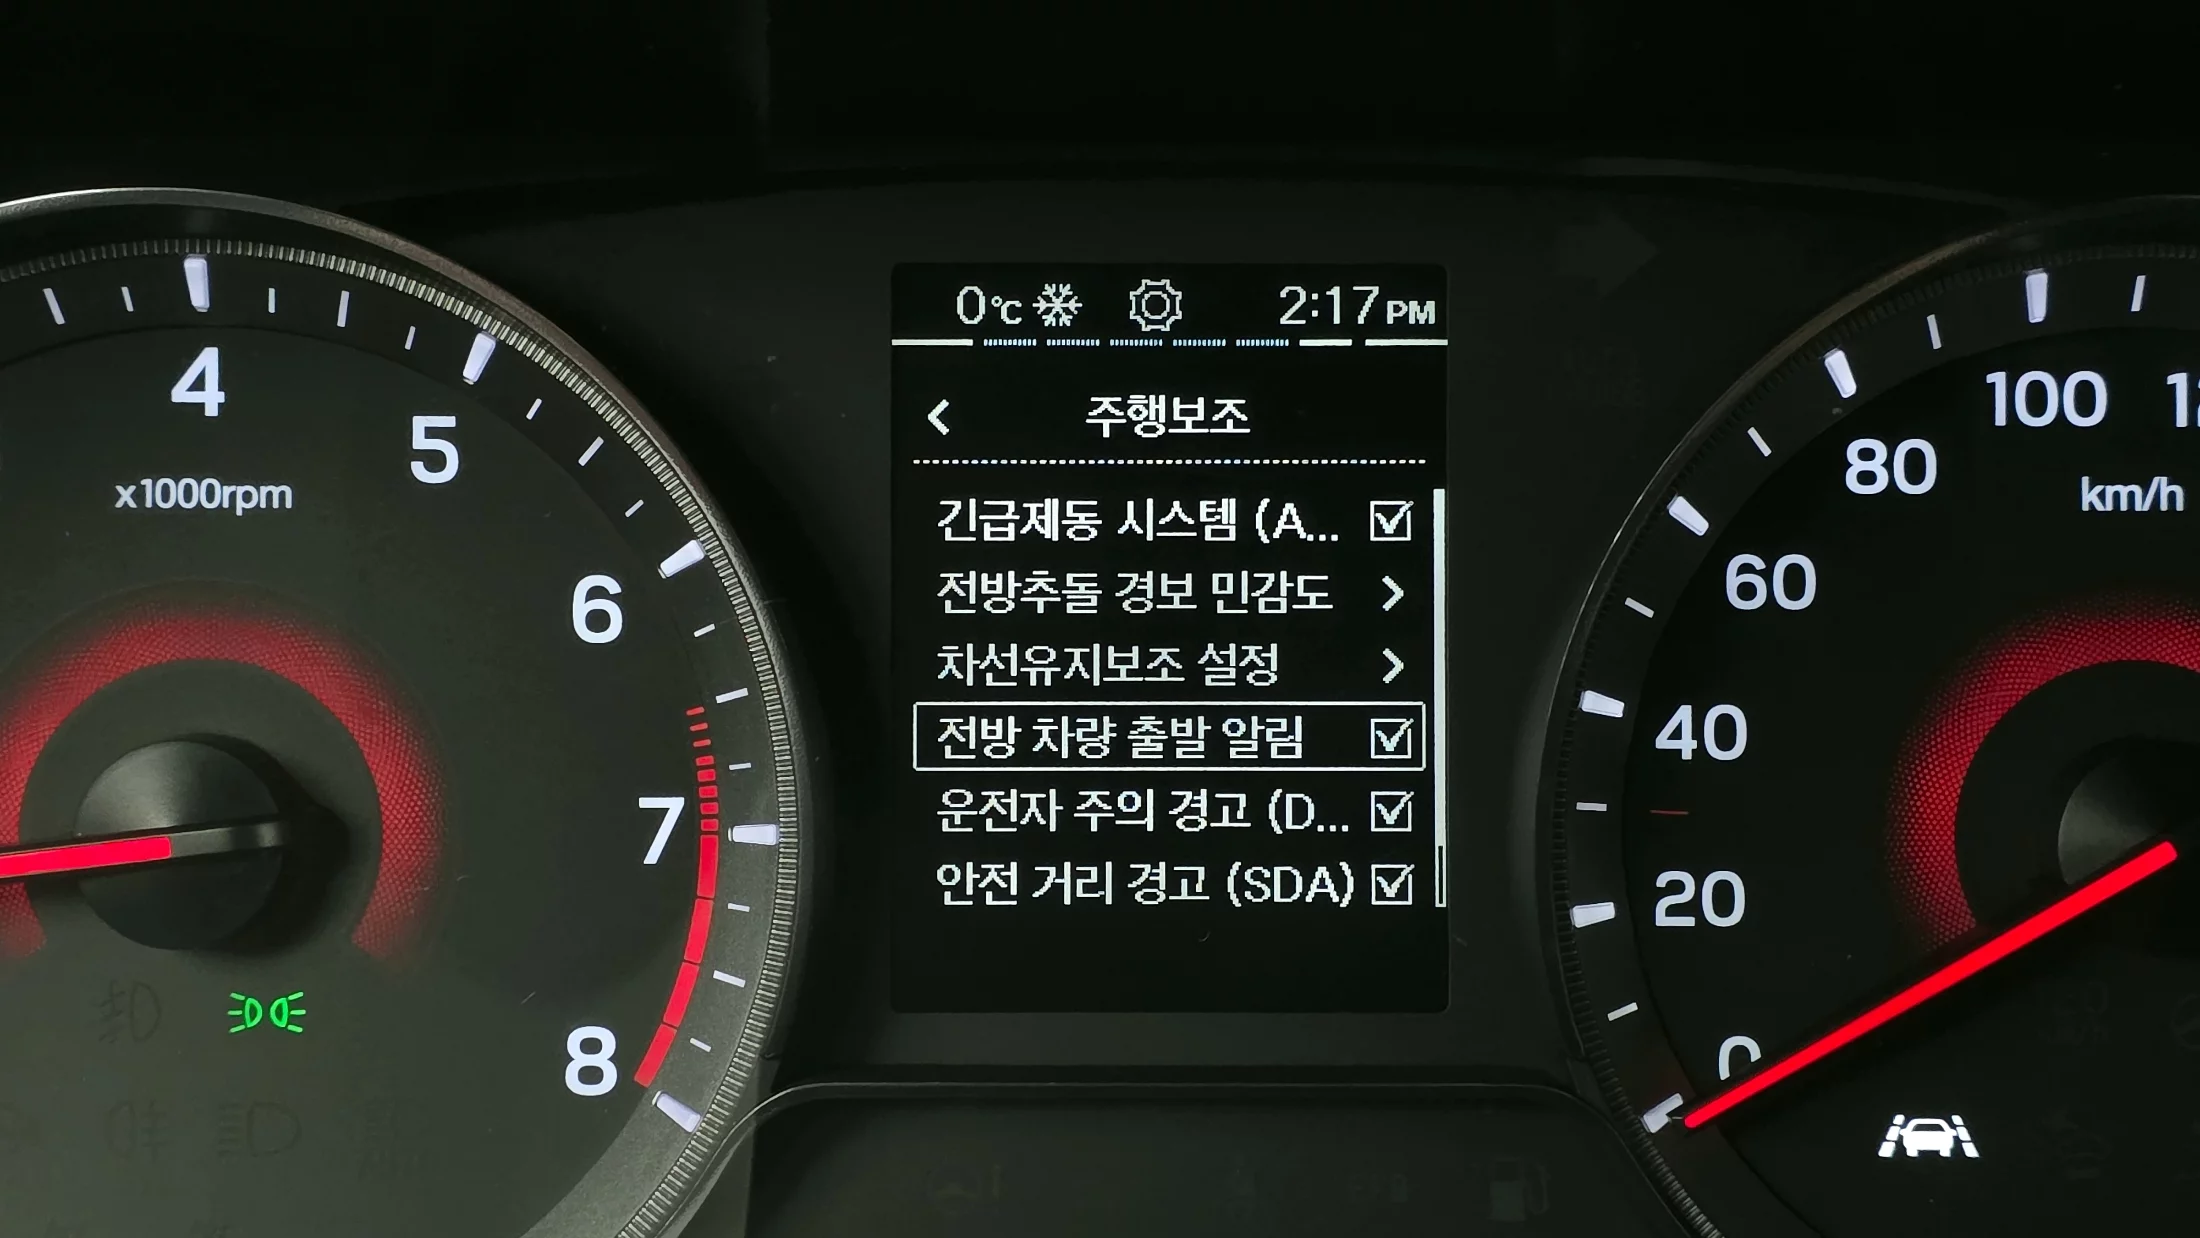 0℃ 2:17PM
주행보조
긴급제동 시스템 (A...
전방추돌 경보 민감도
차선유지보조 설정
전방 차량 출발 알림
운전자 주의 경고 (D...
안전 거리 경고 (SDA)
4
5
x1000rpm
6
7
8
100
80
km/h
60
40
20
0